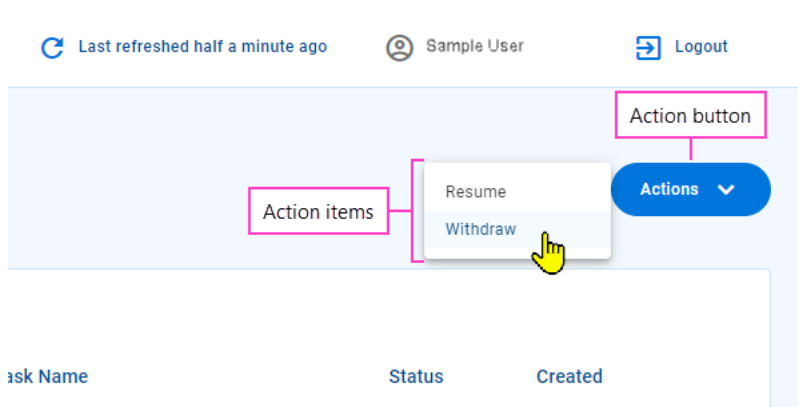 Last refreshed half a minute ago
Sample User
Logout
Action button
Actions
Resume
Action items
Withdraw
ask Name
Status
Created